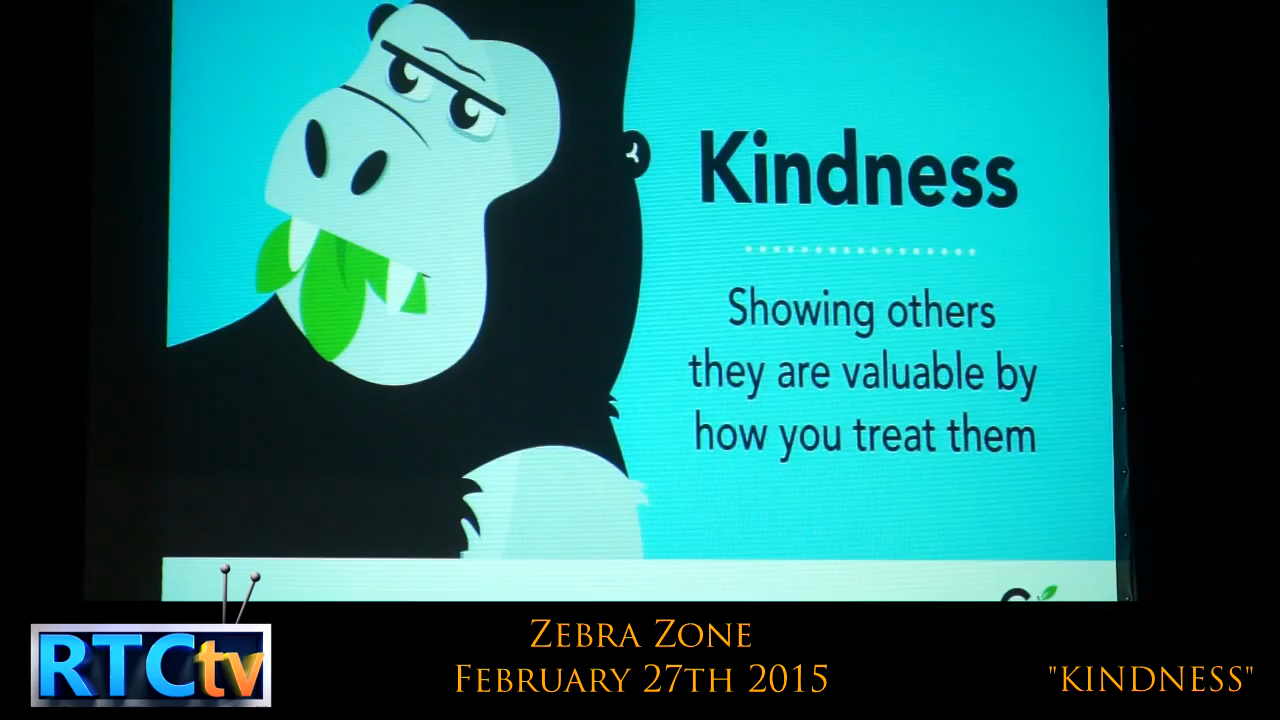 Kindness
Showing others
they are valuable by
how you treat them
RTCtv
Zebra Zone
February 27th 2015
"KINDNESS"